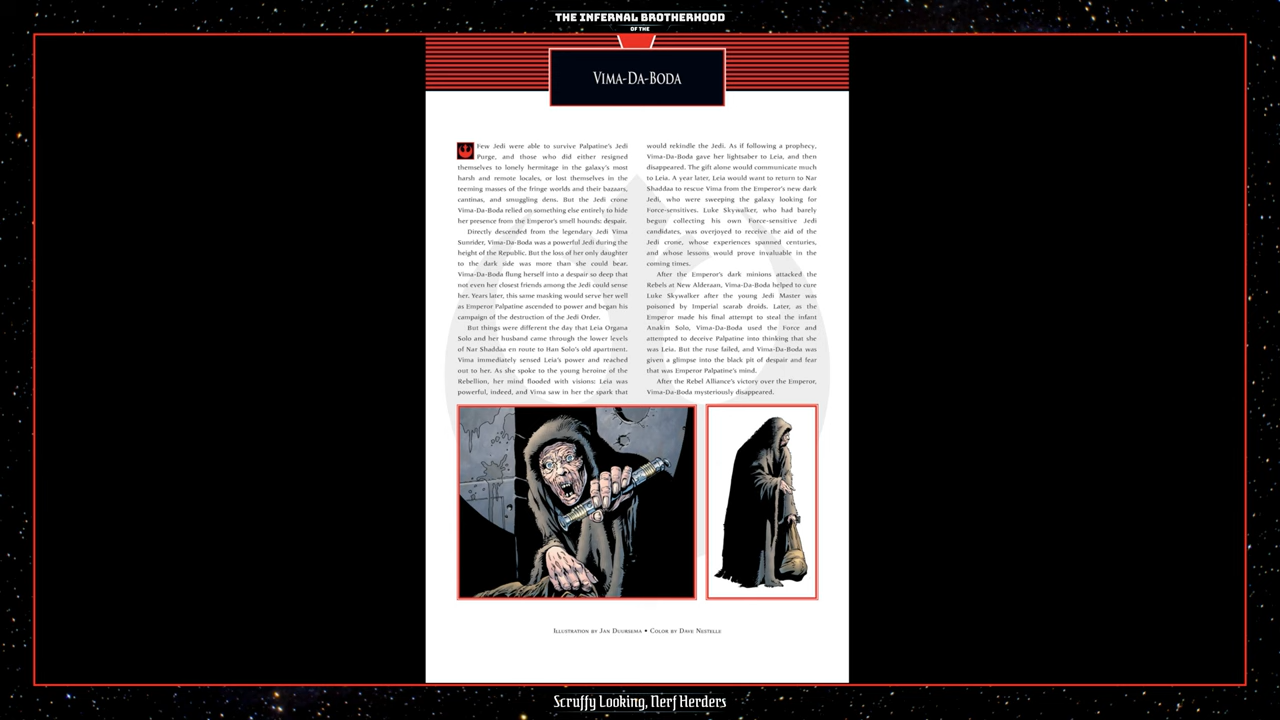 THE INFERNAL BROTHERHOOD
OF THE
VIMA-DA-BODA
Few Jedi were able to survive Palpatine's Jedi
Purge, and those who did either resigned
themselves to lonely hermitage in the galaxy's most
harsh and remote locales, or lost themselves in the
teeming masses of the fringe worlds and their bazaars,
cantinas, and smuggling dens. But the Jedi crone
Vima-Da-Boda relied on something else entirely to hide
her presence from the Emperor's smell hounds: despair.
Directly descended from the legendary Jedi Vima
Sunrider, Vima-Da-Boda was a powerful Jedi during the
height of the Republic. But the loss of her only daughter
to the dark side was more than she could bear.
Vima-Da-Boda flung herself into a despair so deep that
not even her closest friends among the Jedi could sense
her. Years later, this same masking would serve her well
as Emperor Palpatine ascended to power and began his
campaign of the destruction of the Jedi Order.
But things were different the day that Leia Organa
Solo and her husband came through the lower levels
of Nar Shaddaa en route to Han Solo's old apartment.
Vima immediately sensed Leia's power and reached
out to her. As she spoke to the young heroine of the
Rebellion, her mind flooded with visions: Leia was
powerful, indeed, and Vima saw in her the spark that
would rekindle the Jedi. As if following a prophecy,
Vima-Da-Boda gave her lightsaber to Leia, and then
disappeared. The gift alone would communicate much
to Leia. A year later, Leia would want to return to Nar
Shaddaa to rescue Vima from the Emperor's new dark
Jedi, who were sweeping the galaxy looking for
Force-sensitives. Luke Skywalker, who had barely
begun collecting his own Force-sensitive Jedi
candidates, was overjoyed to receive the aid of the
Jedi crone, whose experiences spanned centuries,
and whose lessons would prove invaluable in the
coming times.
After the Emperor's dark minions attacked the
Rebels at New Alderaan, Vima-Da-Boda helped to cure
Luke Skywalker after the young Jedi Master was
poisoned by Imperial scarab droids. Later, as the
Emperor made his final attempt to steal the infant
Anakin Solo, Vima-Da-Boda used the Force and
attempted to deceive Palpatine into thinking that she
was Leia. But the ruse failed, and Vima-Da-Boda was
given a glimpse into the black pit of despair and fear
that was Emperor Palpatine's mind.
After the Rebel Alliance's victory over the Emperor,
Vima-Da-Boda mysteriously disappeared.
ILLUSTRATION BY JAN DUURSEMA • COLOR BY DAVE NESTELLE
Scruffy Looking, Nerf Herders